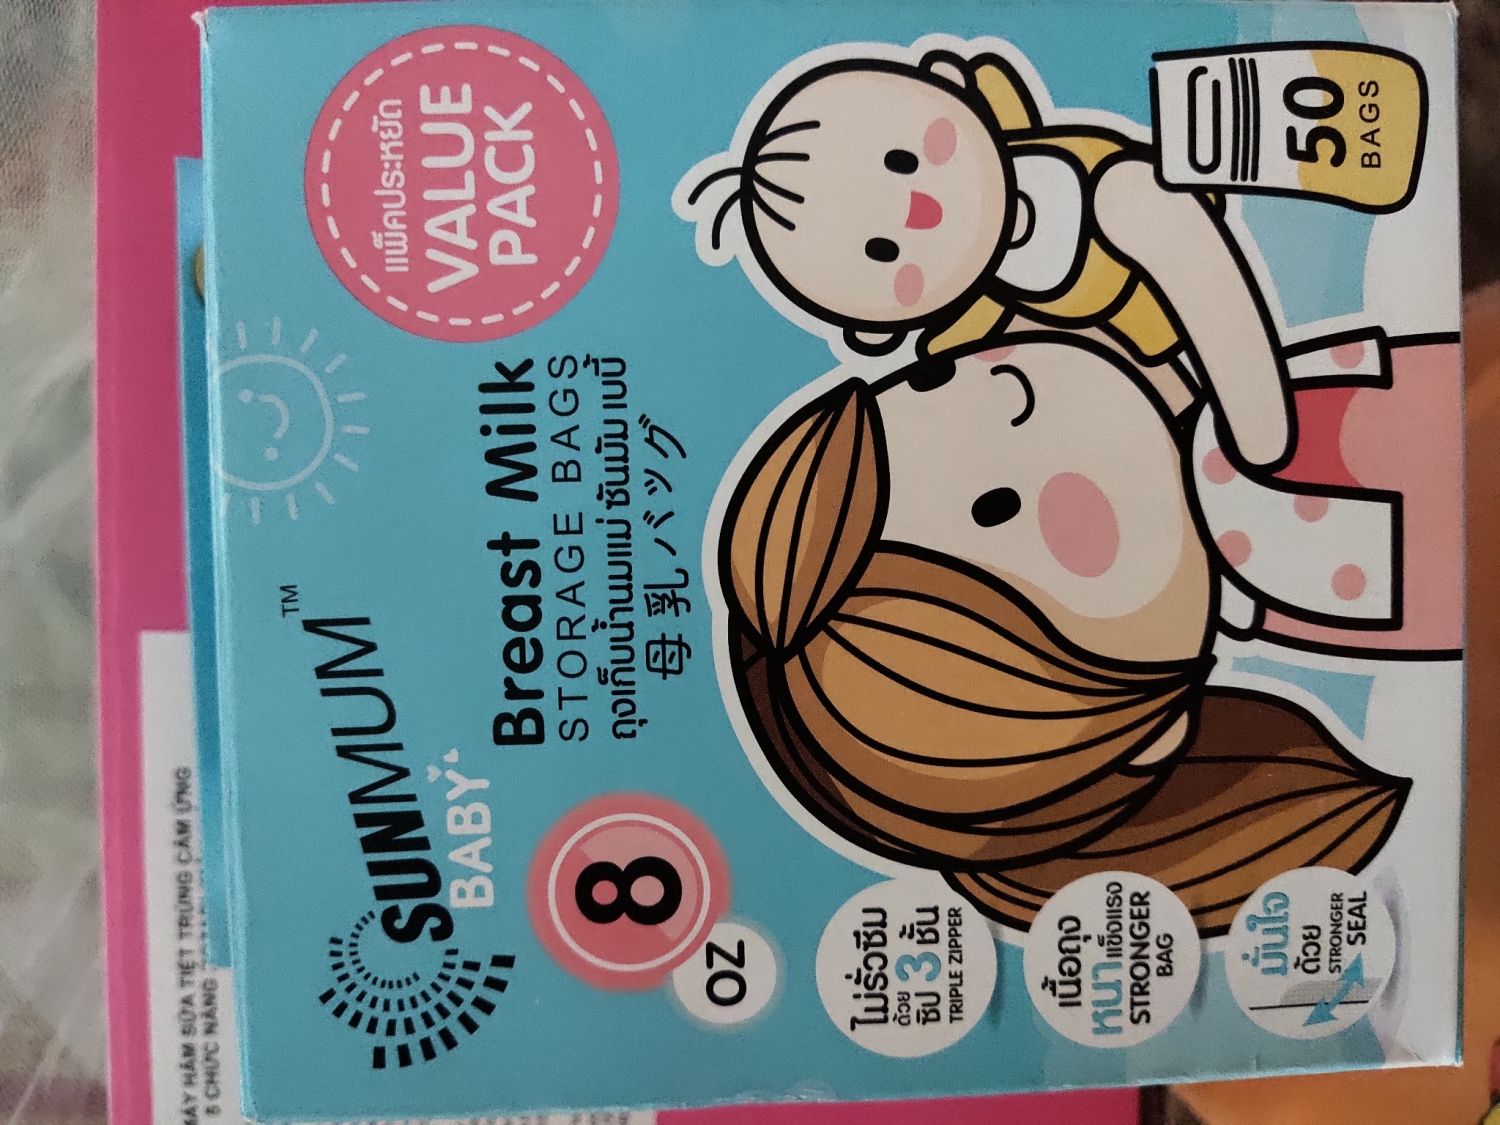 SUNMUM™
BABY
แพ็คประหยัด
VALUE
PACK
Breast Milk
STORAGE BAGS
ถุงเก็บน้ำนมแม่ ซันมัม เบบี้
母乳バッグ
8
OZ
50
BAGS
ไม่รั่วซึม
ด้วย
ซิป 3 ชั้น
TRIPLE ZIPPER
เนื้อถุง
หนา แข็งแรง
STRONGER
BAG
มั่นใจ
ด้วย
STRONGER
SEAL
MÁY HÂM SỮA TIỆT TRÙNG CẢM ỨNG
5 CHỨC NĂNG